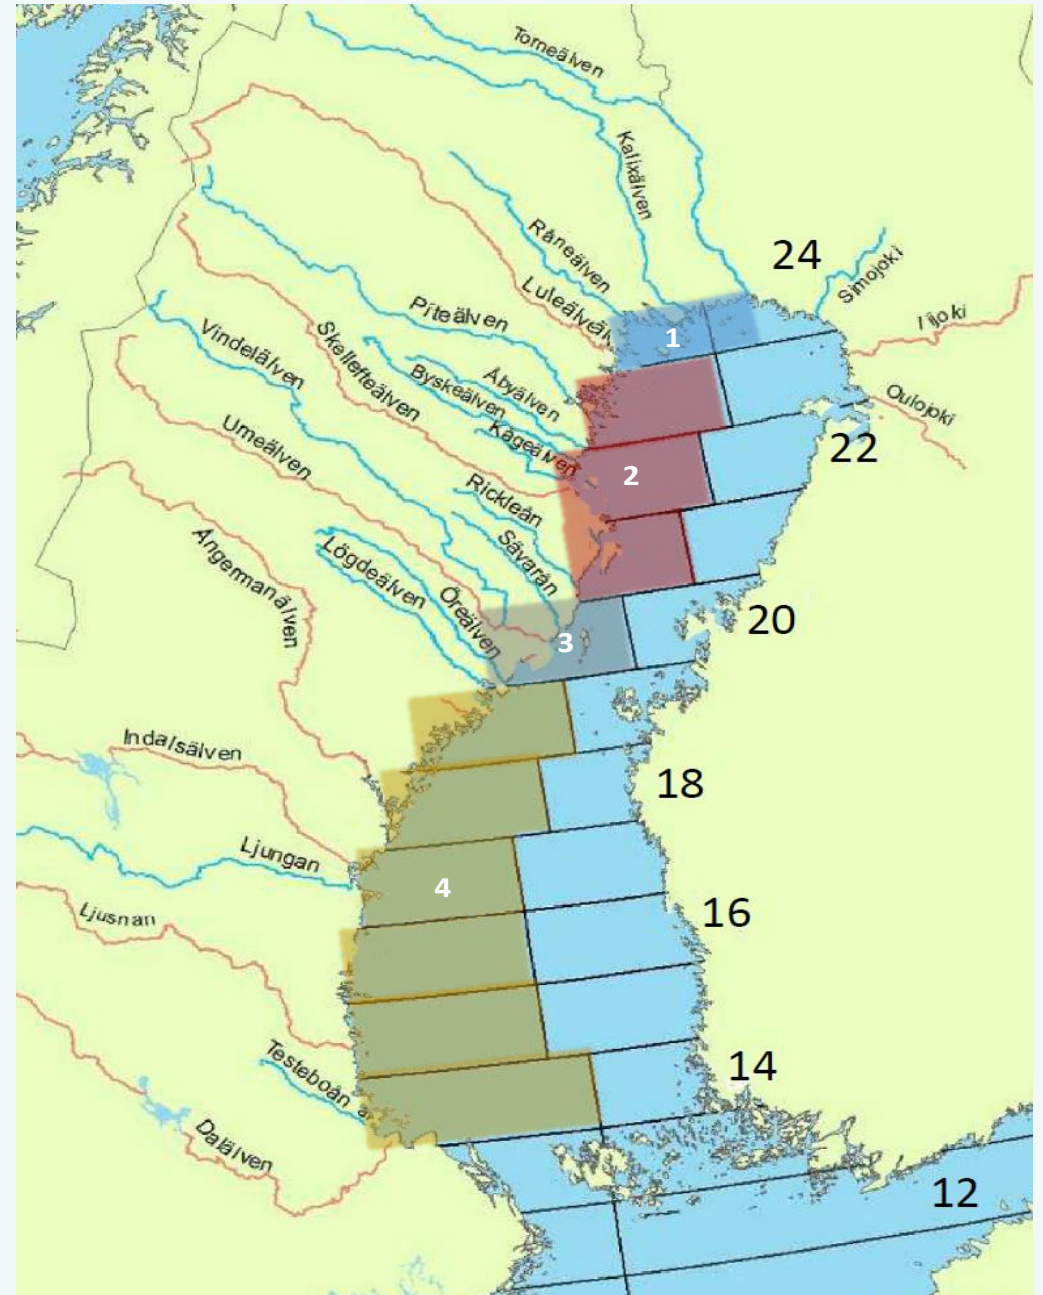 Torneälven
Kalixälven
24
Råneälven
Simojoki
Luleälven
Iijoki
Piteälven
1
Vindelälven
Skellefteälven
Åbyälven
Byskeälven
Oulojoki
Umeälven
Kågeälven
22
2
Rickleån
Ångermanälven
Sävarån
Lögdeälven
Öreälven
20
3
Indalsälven
18
Ljungan
4
Ljusnan
16
Testeboån
14
Dalälven
12